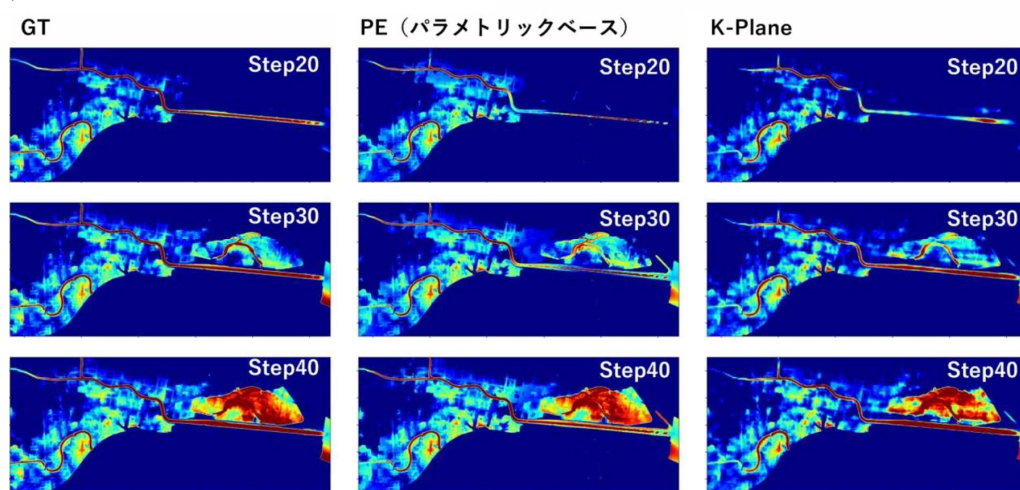 GT
PE（パラメトリックベース）
K-Plane
Step20
Step20
Step20
Step30
Step30
Step30
Step40
Step40
Step40